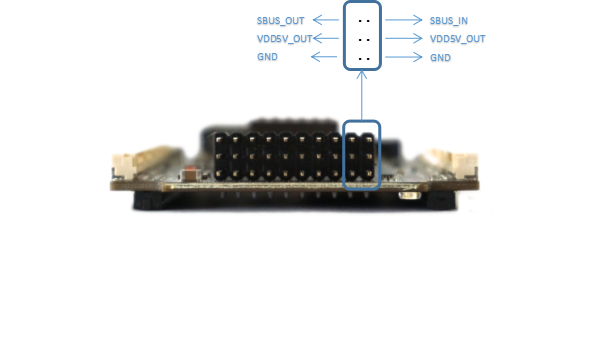 SBUS_OUT SBUS_IN
VDD5V_OUT VDD5V_OUT
GND GND